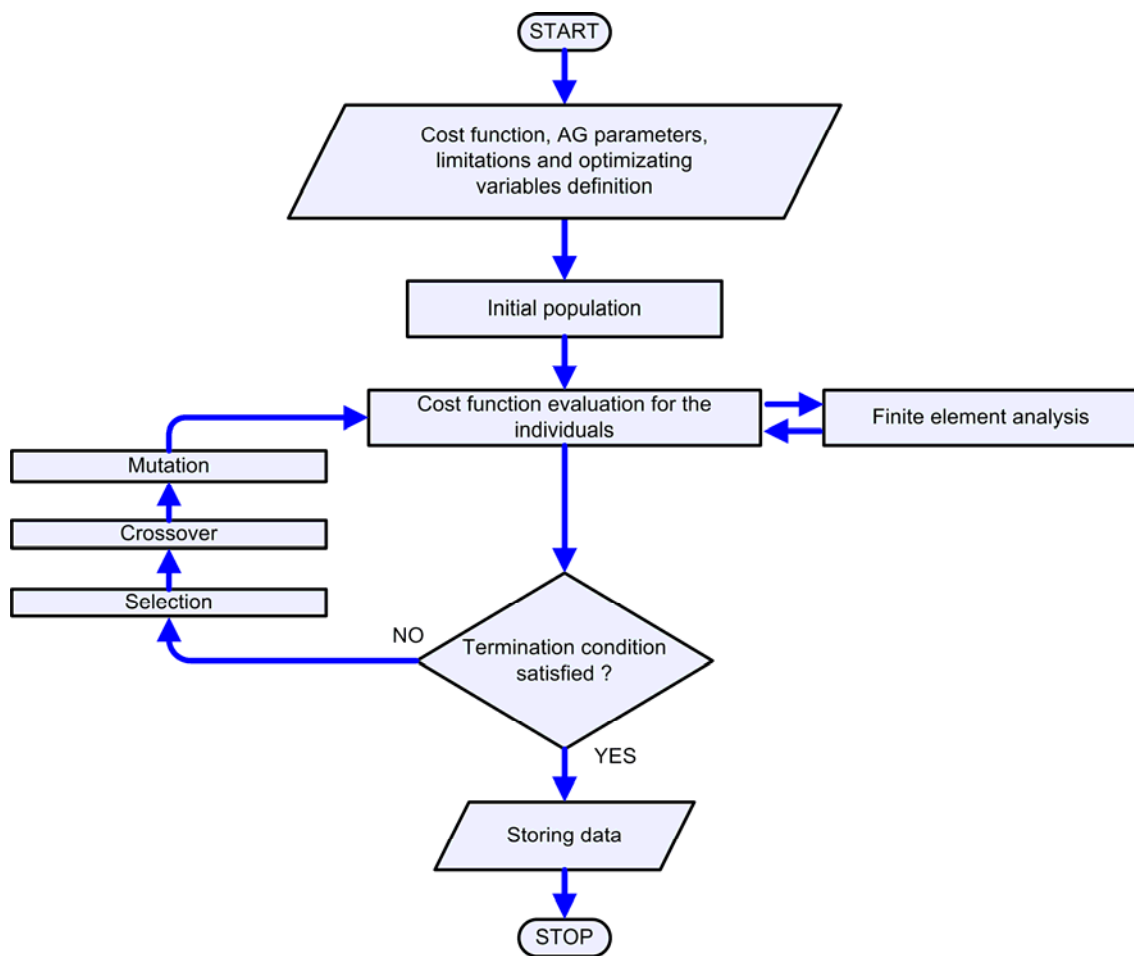 START
Cost function, AG parameters,
limitations and optimizating
variables definition
Initial population
Cost function evaluation for the
individuals
Finite element analysis
Mutation
Crossover
Selection
NO
Termination condition
satisfied ?
YES
Storing data
STOP